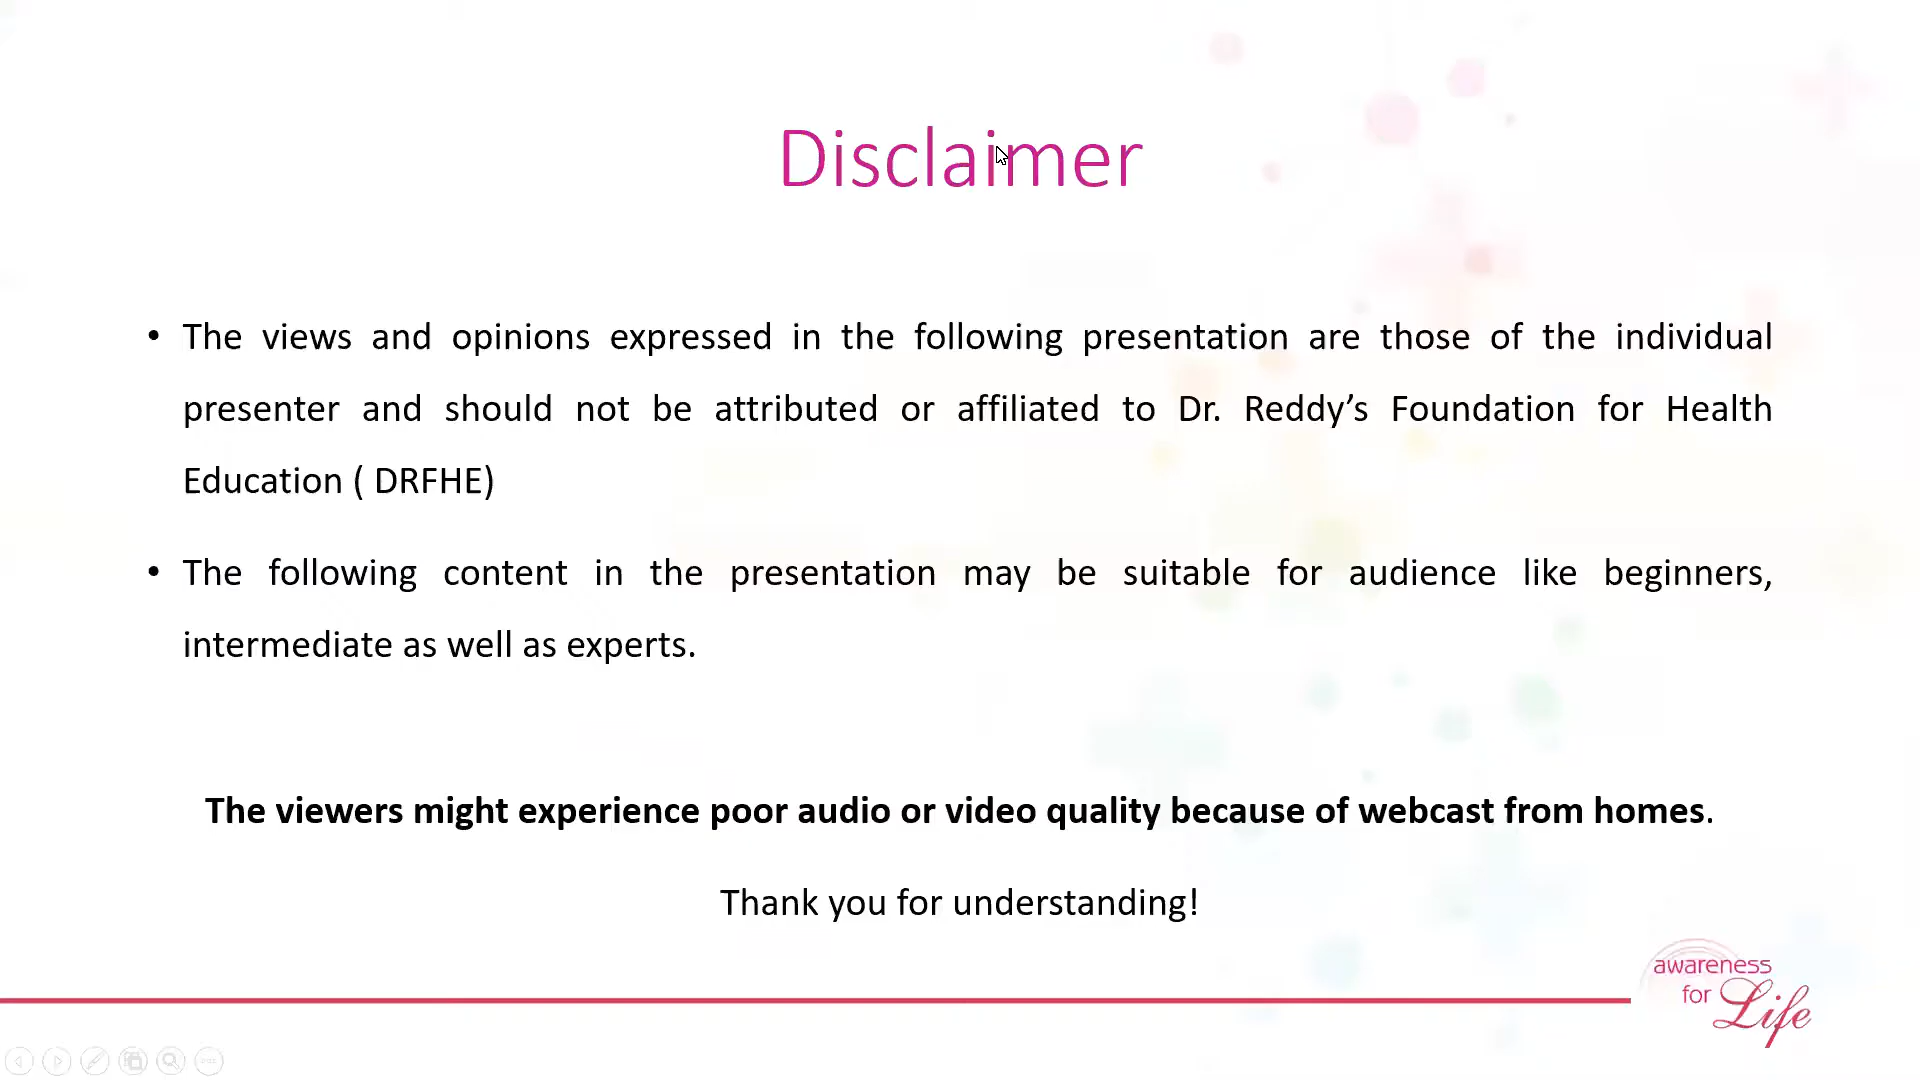 Disclaimer
• The views and opinions expressed in the following presentation are those of the individual
presenter and should not be attributed or affiliated to Dr. Reddy’s Foundation for Health
Education ( DRFHE)
• The following content in the presentation may be suitable for audience like beginners,
intermediate as well as experts.
The viewers might experience poor audio or video quality because of webcast from homes.
Thank you for understanding!
awareness
for Life